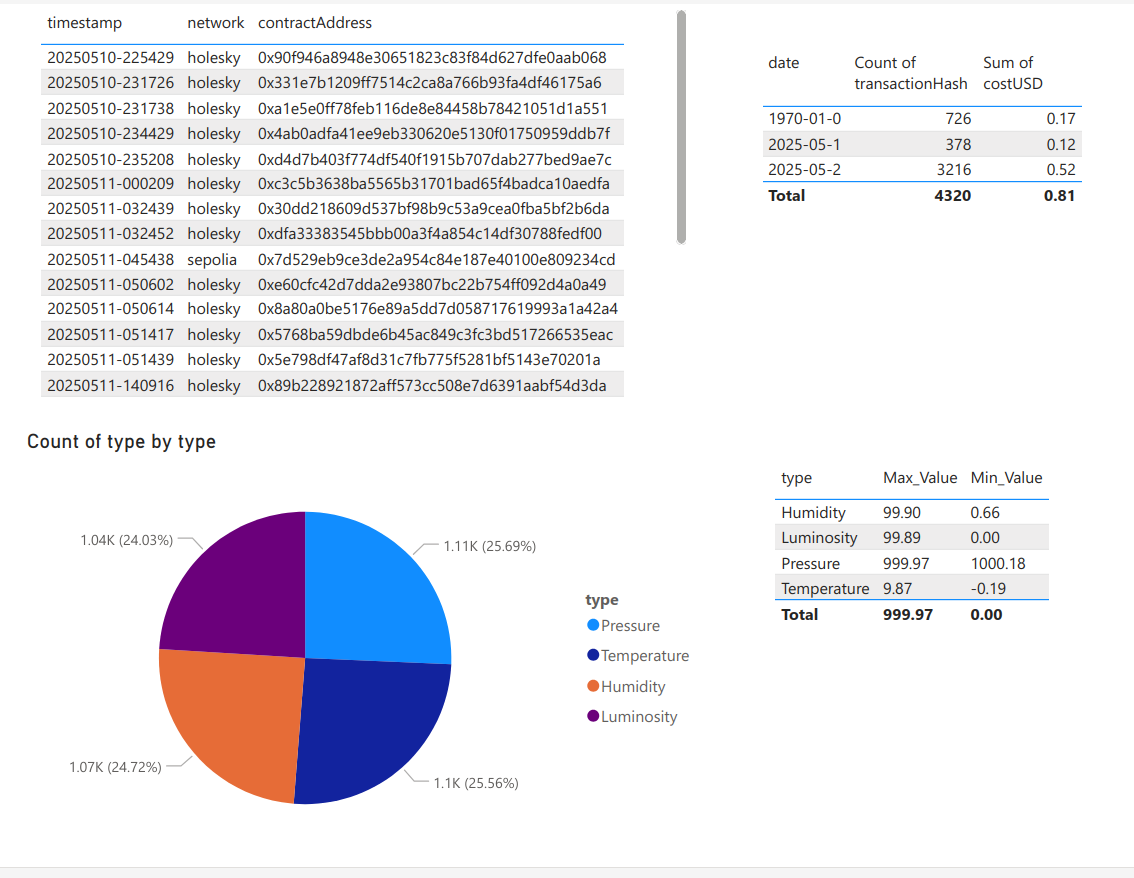 timestamp network contractAddress
20250510-225429 holesky 0x90f946a8948e30651823c83f84d627dfe0aab068
20250510-231726 holesky 0x331e7b1209ff7514c2ca8a766b93fa4df46175a6
20250510-231738 holesky 0xa1e5e0ff78feb116de8e84458b78421051d1a551
20250510-234429 holesky 0x4ab0adfa41ee9eb330620e5130f01750959ddb7f
20250510-235208 holesky 0xd4d7b403f774df540f1915b707dab277bed9ae7c
20250511-000209 holesky 0xc3c5b3638ba5565b31701bad65f4badca10aedfa
20250511-032439 holesky 0x30dd218609d537bf98b9c53a9cea0fba5bf2b6da
20250511-032452 holesky 0xdfa33383545bbb00a3f4a854c14df30788fedf00
20250511-045438 sepolia 0x7d529eb9ce3de2a954c84e187e40100e809234cd
20250511-050602 holesky 0xe60cfc42d7dda2e93807bc22b754ff092d4a0a49
20250511-050614 holesky 0x8a80a0be5176e89a5dd7d058717619993a1a42a4
20250511-051417 holesky 0x5768ba59dbde6b45ac849c3fc3bd517266535eac
20250511-051439 holesky 0x5e798df47af8d31c7fb775f5281bf5143e70201a
20250511-140916 holesky 0x89b228921872aff573cc508e7d6391aabf54d3da
date Count of transactionHash Sum of costUSD
1970-01-0 726 0.17
2025-05-1 378 0.12
2025-05-2 3216 0.52
Total 4320 0.81
Count of type by type
1.04K (24.03%)
1.11K (25.69%)
1.07K (24.72%)
1.1K (25.56%)
type
Pressure
Temperature
Humidity
Luminosity
type Max_Value Min_Value
Humidity 99.90 0.66
Luminosity 99.89 0.00
Pressure 999.97 1000.18
Temperature 9.87 -0.19
Total 999.97 0.00